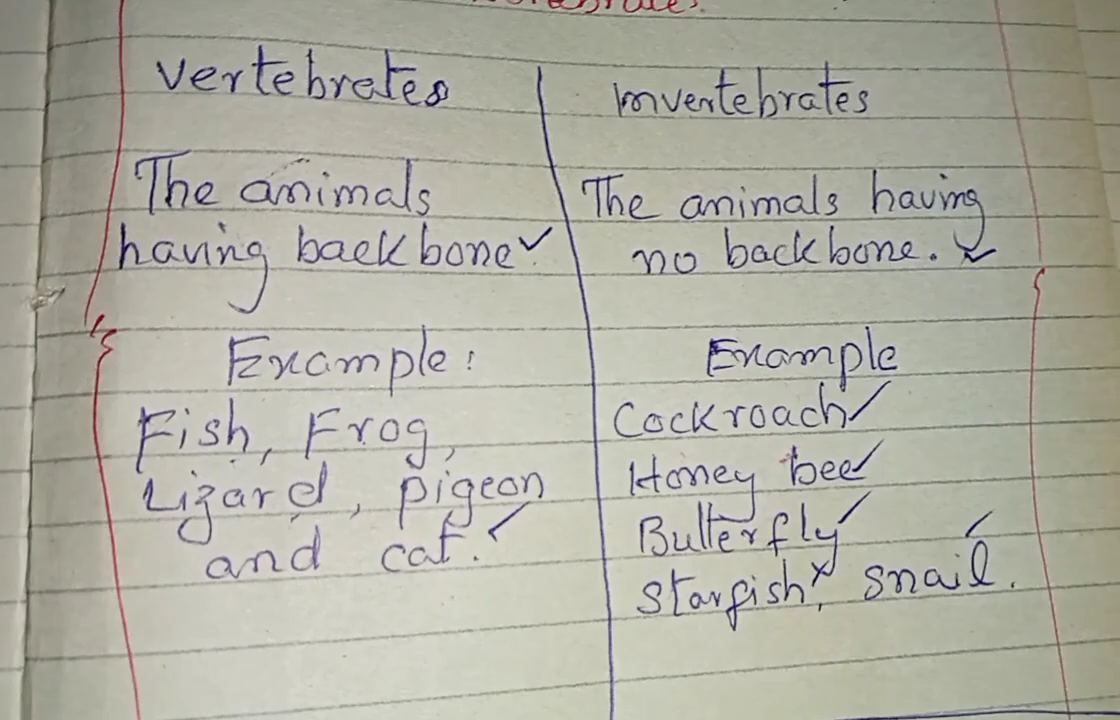 vertebrates
The animals
having backbone
Example:
Fish, Frog,
Lizard, pigeon
and cat.
Invertebrates
The animals having
no backbone.
Example
Cockroach
Honey bee
Butterfly
Starfish, snail.